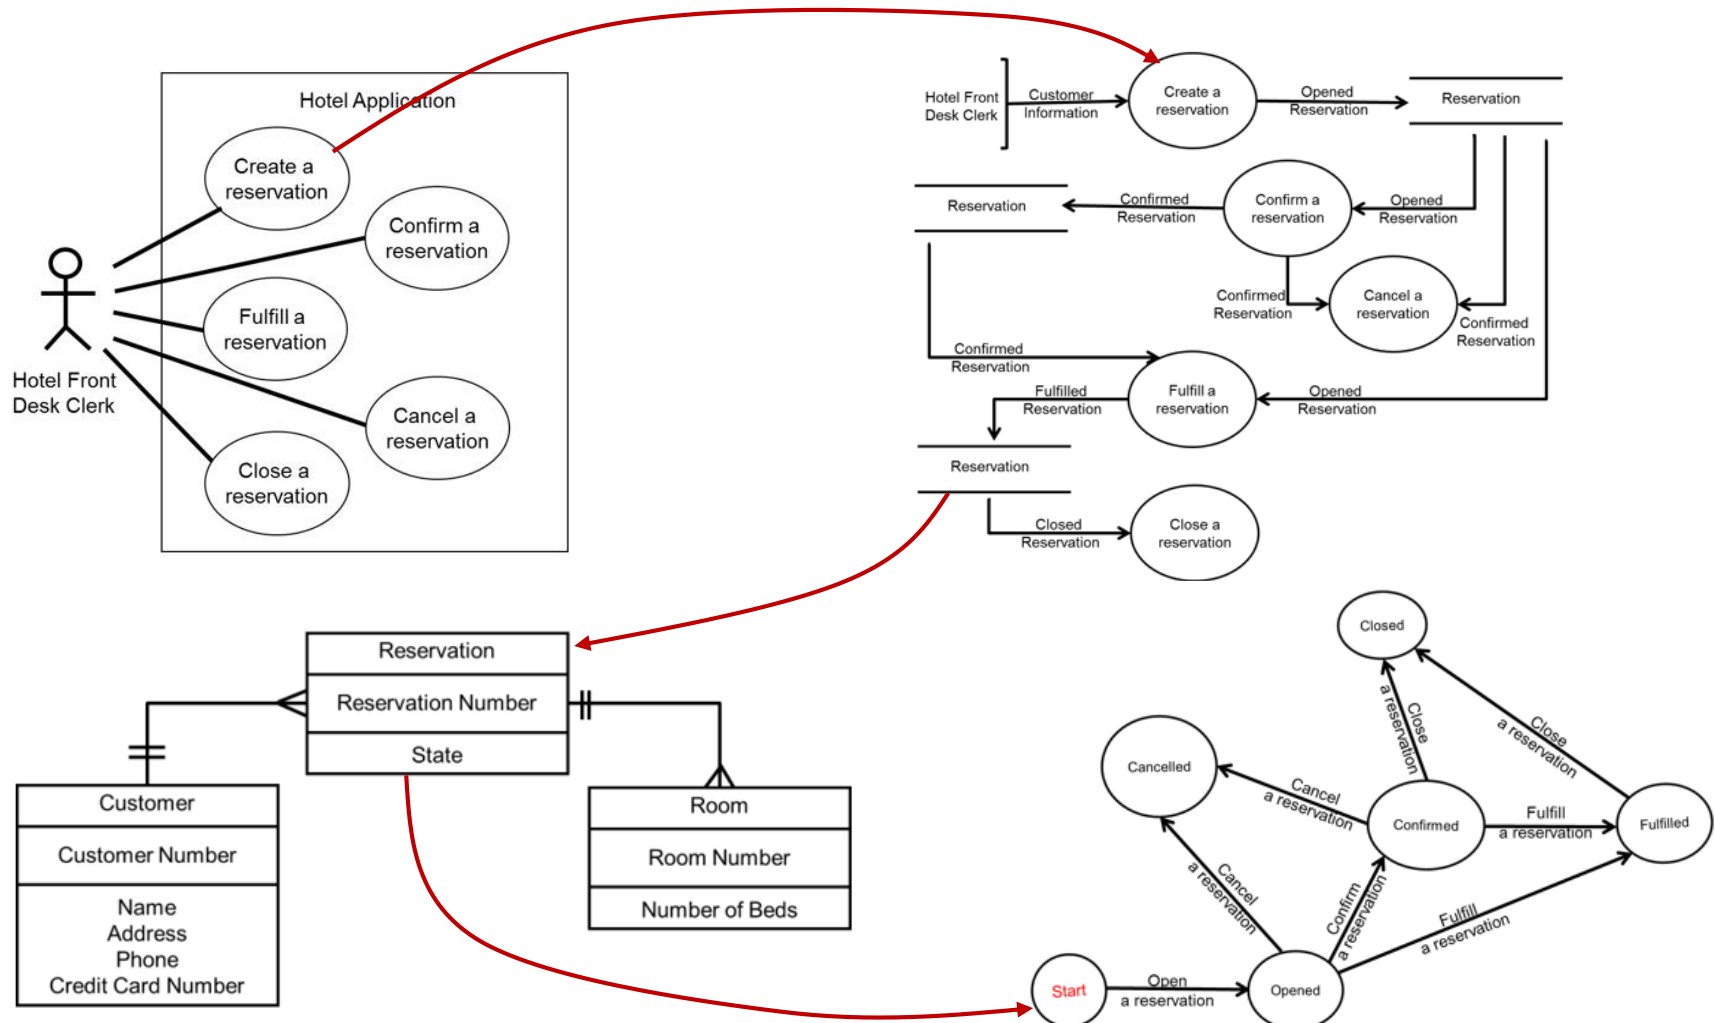 Hotel Application
Create a
reservation
Confirm a
reservation
Fulfill a
reservation
Cancel a
reservation
Close a
reservation
Hotel Front
Desk Clerk
Hotel Front
Desk Clerk
Customer
Information
Create a
reservation
Opened
Reservation
Reservation
Reservation
Confirmed
Reservation
Confirm a
reservation
Opened
Reservation
Confirmed
Reservation
Cancel a
reservation
Confirmed
Reservation
Confirmed
Reservation
Fulfilled
Reservation
Fulfill a
reservation
Opened
Reservation
Reservation
Closed
Reservation
Close a
reservation
Reservation
Reservation Number
State
Customer
Customer Number
Name
Address
Phone
Credit Card Number
Room
Room Number
Number of Beds
Closed
Close
a reservation
Close
a reservation
Cancelled
Cancel
a reservation
Confirmed
Fulfill
a reservation
Fulfilled
Cancel
a reservation
Confirm
a reservation
Fulfill
a reservation
Start
Open
a reservation
Opened